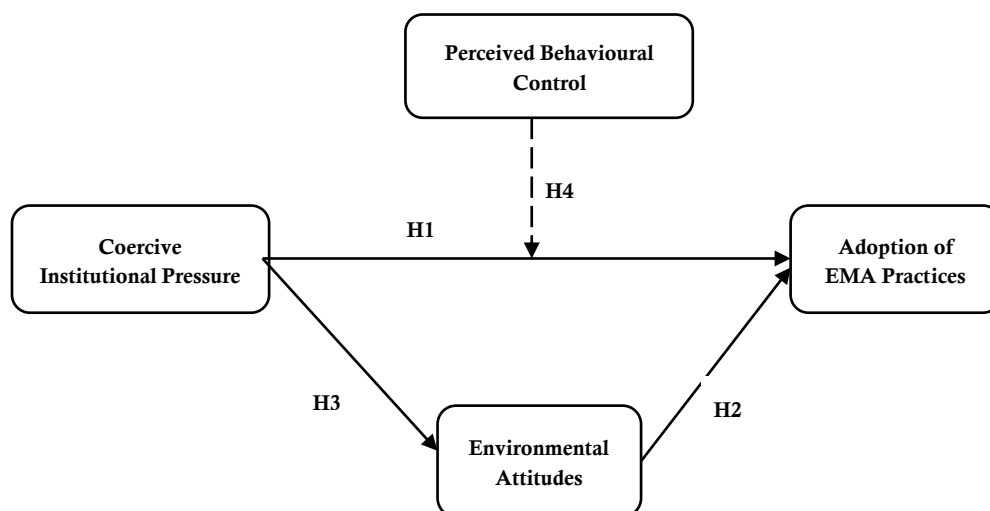 Perceived Behavioural
Control
H4
H1
Coercive
Institutional Pressure
Adoption of
EMA Practices
H3
H2
Environmental
Attitudes